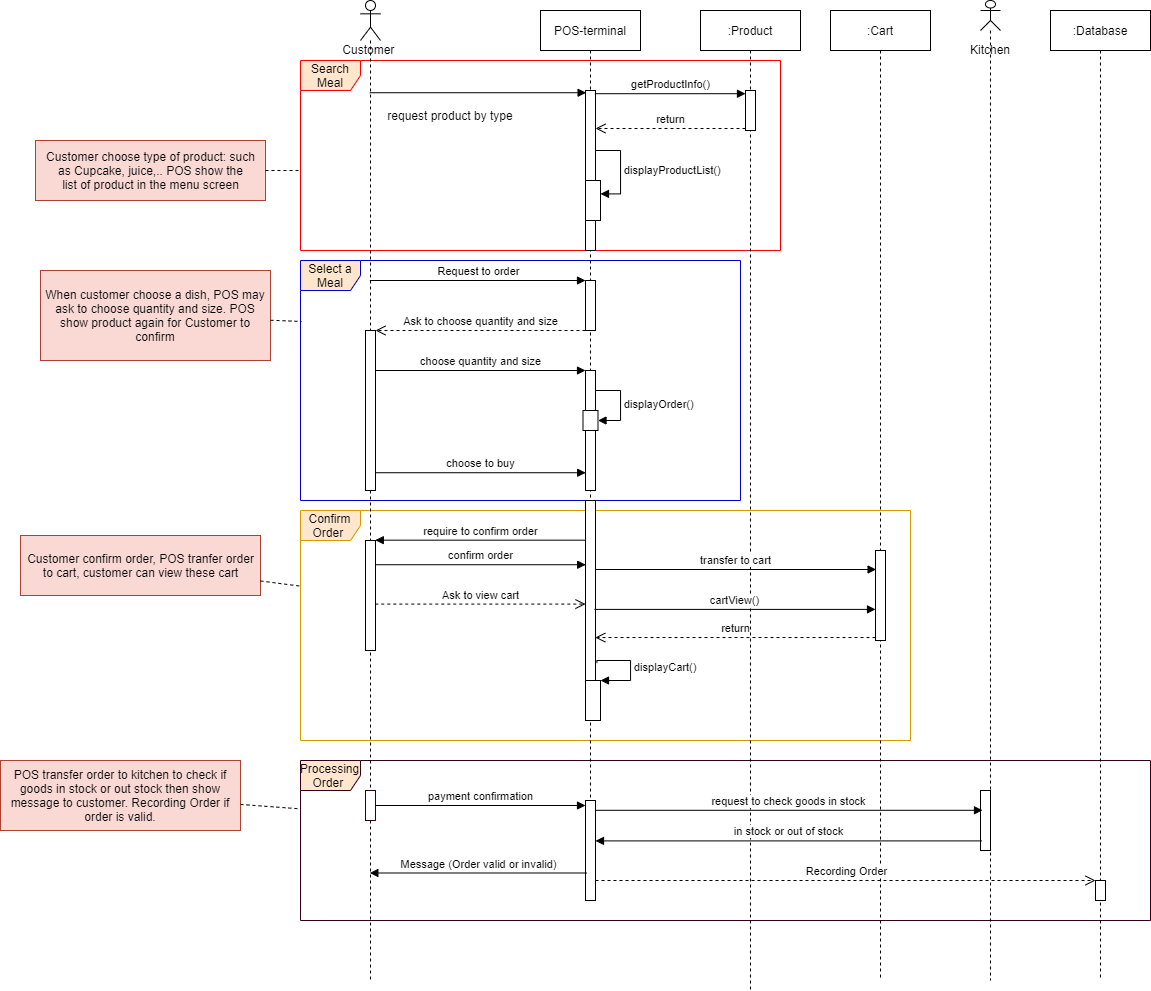 Customer
POS-terminal
:Product
:Cart
Kitchen
:Database
Search
Meal
getProductInfo()
request product by type
return
displayProductList()
Customer choose type of product: such
as Cupcake, juice,.. POS show the
list of product in the menu screen
Select a
Meal
Request to order
When customer choose a dish, POS may
ask to choose quantity and size. POS
show product again for Customer to
confirm
Ask to choose quantity and size
choose quantity and size
displayOrder()
choose to buy
Confirm
Order
require to confirm order
confirm order
transfer to cart
Customer confirm order, POS tranfer order
to cart, customer can view these cart
Ask to view cart
cartView()
return
displayCart()
Processing
Order
POS transfer order to kitchen to check if
goods in stock or out stock then show
message to customer. Recording Order if
order is valid.
payment confirmation
request to check goods in stock
in stock or out of stock
Message (Order valid or invalid)
Recording Order